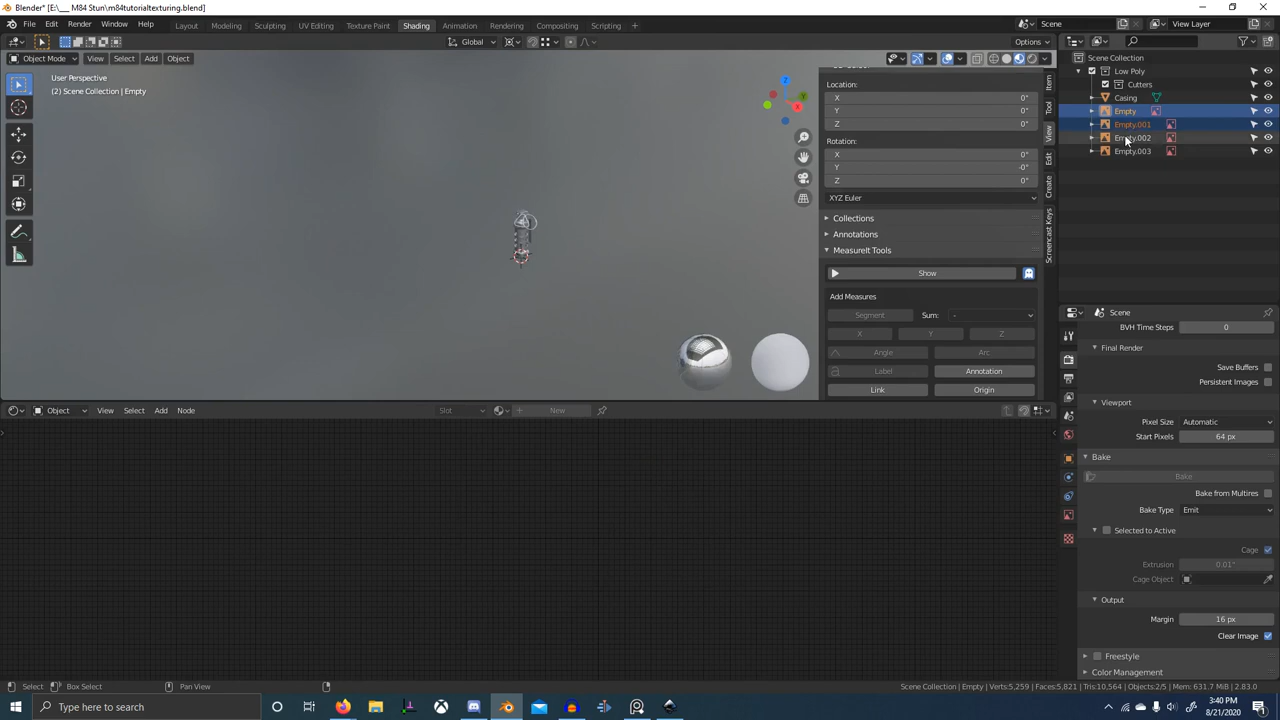 Blender* [E:\___ M84 Stun\m84tutorialtexturing.blend]
File Edit Render Window Help Layout Modeling Sculpting UV Editing Texture Paint Shading Animation Rendering Compositing Scripting + Scene View Layer
Object Mode View Select Add Object Global Options
User Perspective
(2) Scene Collection | Empty
Z
Y
X
Location:
X 0"
Y 0"
Z 0"
Rotation:
X 0°
Y -0°
Z 0°
XYZ Euler
Collections
Annotations
MeasureIt Tools
Show
Add Measures
Segment Sum: -
X Y Z
Angle Arc
Label Annotation
Link Origin
Item
Tool
View
Edit
Create
Screencast Keys
Scene Collection
Low Poly
Cutters
Casing
Empty
Empty.001
Empty.002
Empty.003
Scene
BVH Time Steps 0
Final Render
Save Buffers
Persistent Images
Viewport
Pixel Size Automatic
Start Pixels 64 px
Bake
Bake
Bake from Multires
Bake Type Emit
Selected to Active
Cage
Extrusion 0.01"
Cage Object
Output
Margin 16 px
Clear Image
Freestyle
Color Management
Object View Select Add Node Slot New
Select Box Select Pan View
Scene Collection | Empty | Verts:5,259 | Faces:5,821 | Tris:10,564 | Objects:2/5 | Mem: 631.7 MiB | 2.83.0
Type here to search
3:40 PM
8/21/2020